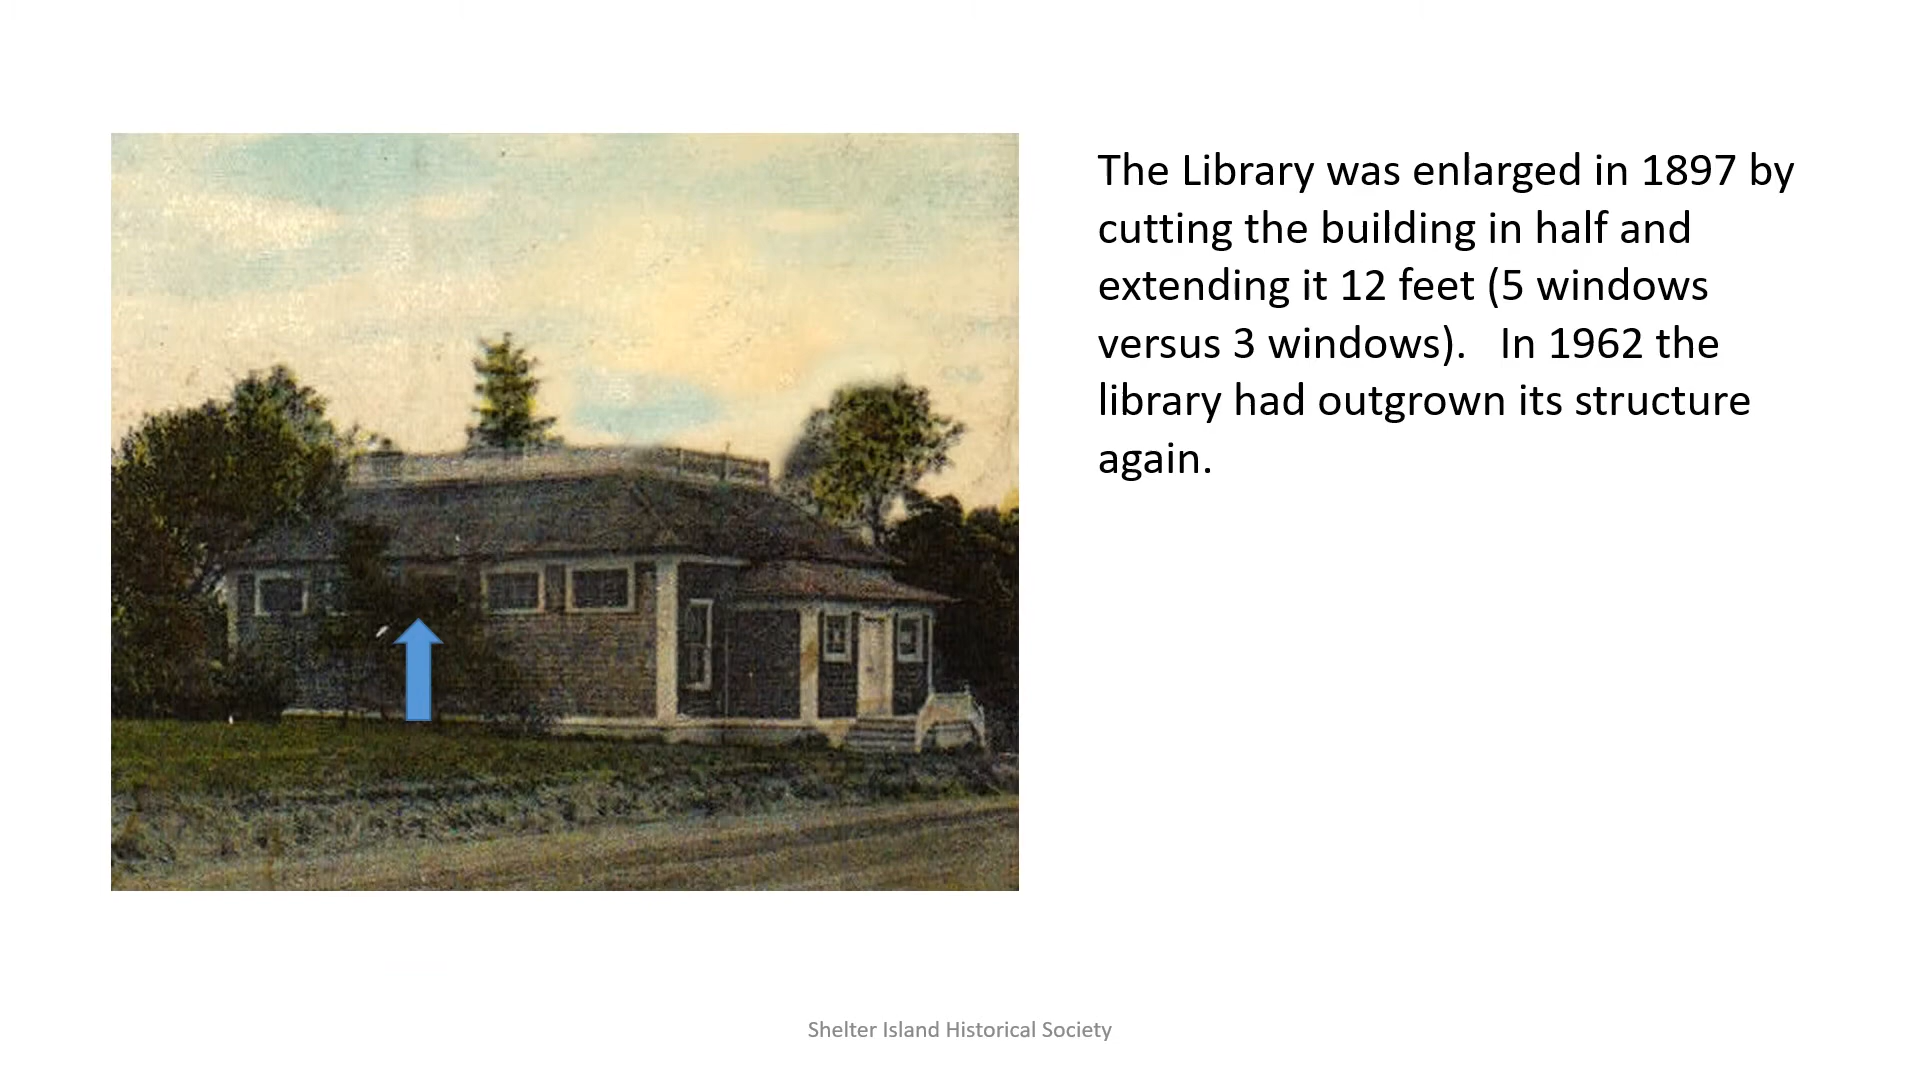 The Library was enlarged in 1897 by
cutting the building in half and
extending it 12 feet (5 windows
versus 3 windows).   In 1962 the
library had outgrown its structure
again.
Shelter Island Historical Society